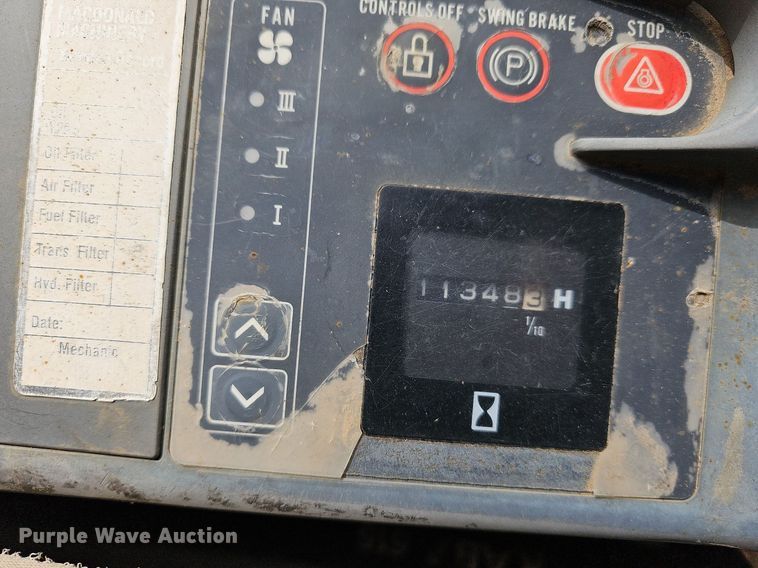 MACDONALD
MACHINERY
Oil Filter
Air Filter
Fuel Filter
Trans Filter
Hyd. Filter
Date:
Mechanic
FAN
III
II
I
CONTROLS OFF
SWING BRAKE
STOP
P
113483 H
1/10
Purple Wave Auction